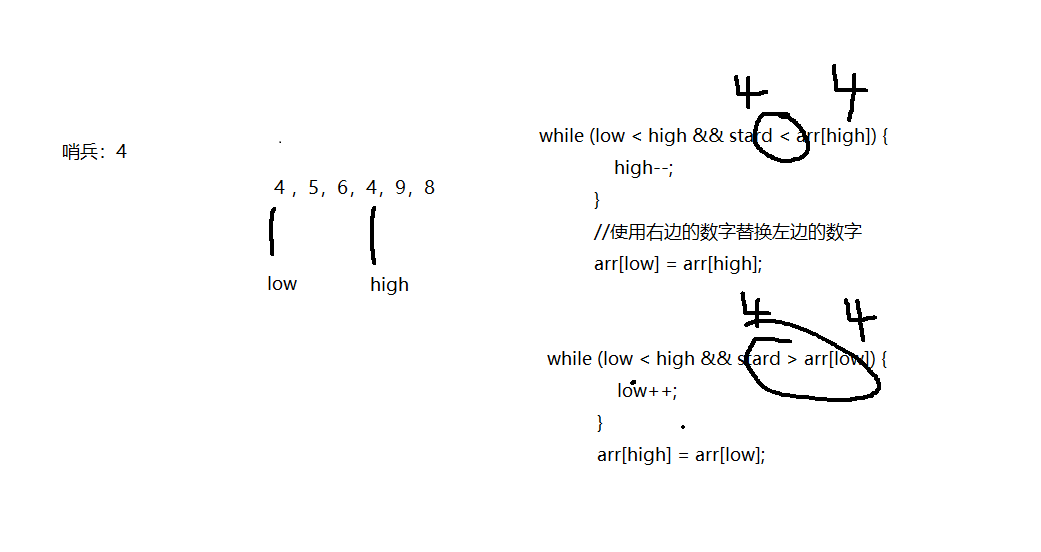 哨兵：4
4，5，6，4，9，8
low
high
4 4
while (low < high && stard < arr[high]) {
high--;
}
//使用右边的数字替换左边的数字
arr[low] = arr[high];
4 4
while (low < high && stard > arr[low]) {
low++;
}
arr[high] = arr[low];